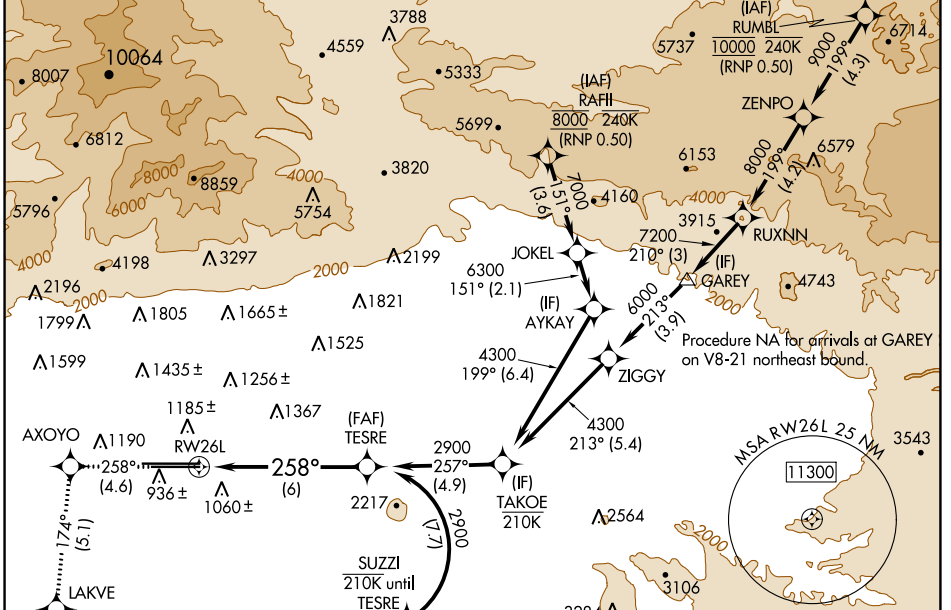 3788
4559
10064
8007
5333
5737
(IAF)
RUMBL
10000 240K
(RNP 0.50)
6714
9000
199°
(4.3)
(IAF)
RAFII
8000 240K
(RNP 0.50)
ZENPO
5699
6812
3820
8000
8859
4000
6000
5754
5796
6153
6579
8000
199°
(4.2)
7000
151°
(3.6)
4160
4000
3915
RUXNN
7200
210° (3)
(IF)
GAREY
4743
2000
4000
4198
3297
2000
2199
JOKEL
6300
151° (2.1)
(IF)
AYKAY
2196
2000
1799
1805
1665±
1821
6000
213°
(3.9)
Procedure NA for arrivals at GAREY
on V8-21 northeast bound.
1599
1435±
1525
1256±
4300
199° (6.4)
ZIGGY
1185±
1367
4300
213° (5.4)
AXOYO
1190
RW26L
(FAF)
TESRE
2900
257°
(4.9)
258°
(4.6)
258°
(6)
(IF)
TAKOE
210K
936±
1060±
2217
2900
(7.7)
MSA RW26L 25 NM
11300
3543
2564
2000
174°
(5.1)
SUZZI
210K until
TESRE
3106
LAKVE